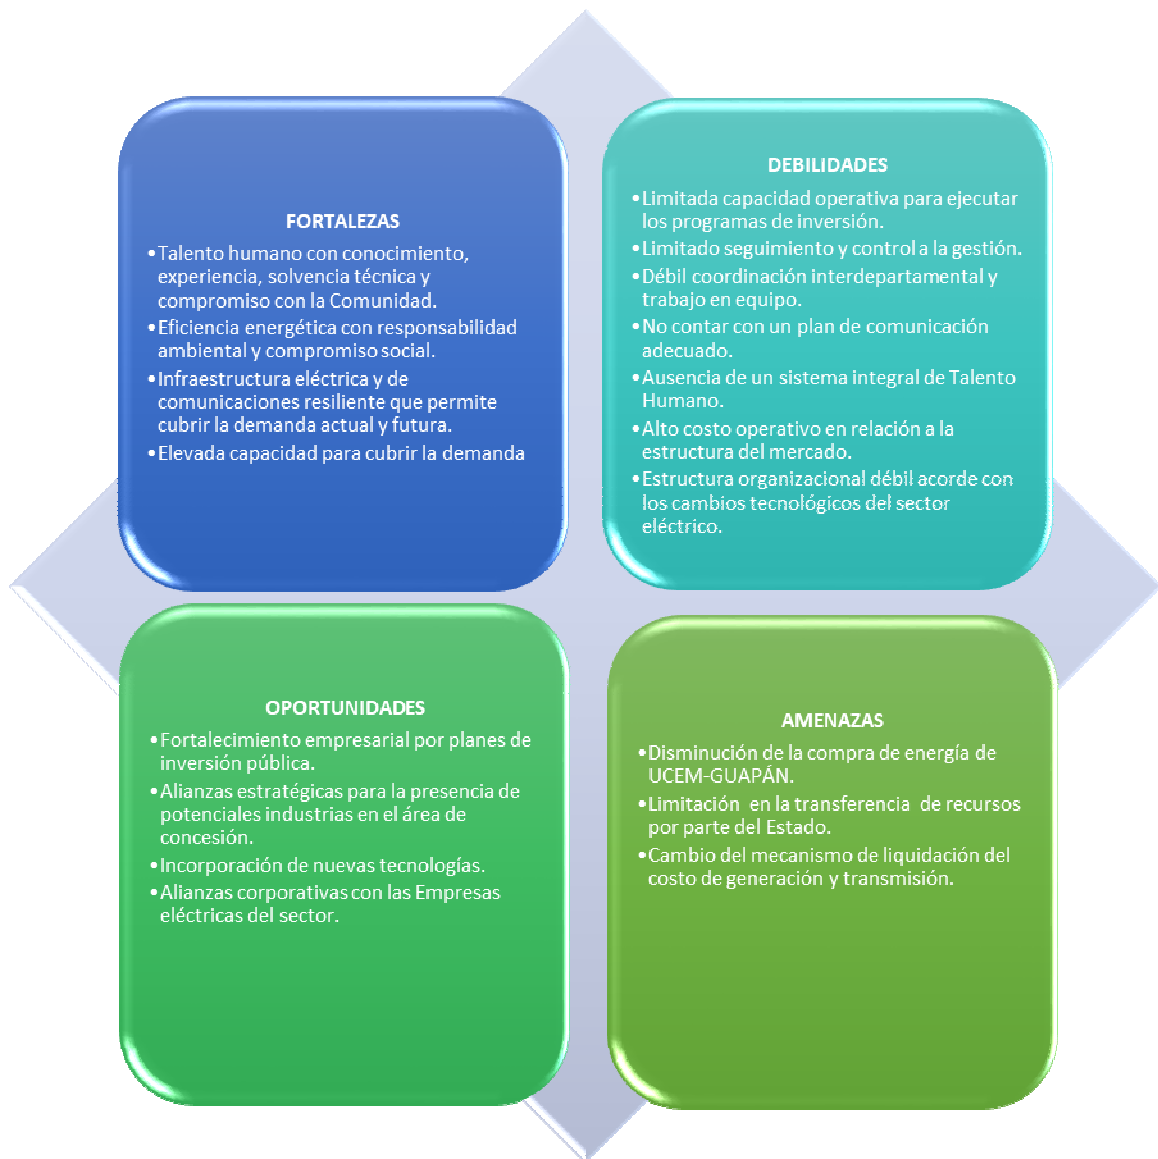 FORTALEZAS
•Talento humano con conocimiento,
experiencia, solvencia técnica y
compromiso con la Comunidad.
•Eficiencia energética con responsabilidad
ambiental y compromiso social.
•Infraestructura eléctrica y de
comunicaciones resiliente que permite
cubrir la demanda actual y futura.
•Elevada capacidad para cubrir la demanda
DEBILIDADES
•Limitada capacidad operativa para ejecutar
los programas de inversión.
•Limitado seguimiento y control a la gestión.
•Débil coordinación interdepartamental y
trabajo en equipo.
•No contar con un plan de comunicación
adecuado.
•Ausencia de un sistema integral de Talento
Humano.
•Alto costo operativo en relación a la
estructura del mercado.
•Estructura organizacional débil acorde con
los cambios tecnológicos del sector
eléctrico.
OPORTUNIDADES
•Fortalecimiento empresarial por planes de
inversión pública.
•Alianzas estratégicas para la presencia de
potenciales industrias en el área de
concesión.
•Incorporación de nuevas tecnologías.
•Alianzas corporativas con las Empresas
eléctricas del sector.
AMENAZAS
•Disminución de la compra de energía de
UCEM-GUAPÁN.
•Limitación en la transferencia de recursos
por parte del Estado.
•Cambio del mecanismo de liquidación del
costo de generación y transmisión.